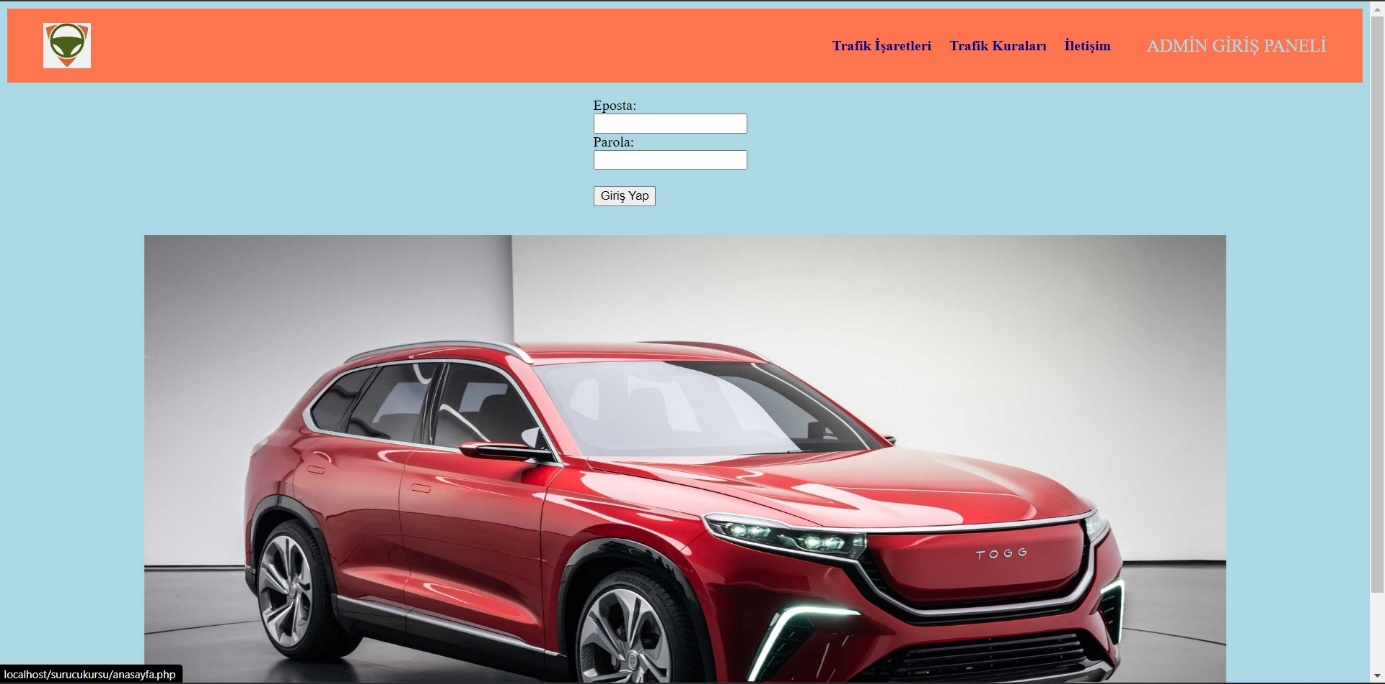 Trafik İşaretleri Trafik Kuraları İletişim ADMİN GİRİŞ PANELİ
Eposta:
Parola:
Giriş Yap
TOGG
localhost/surucukursu/anasayfa.php